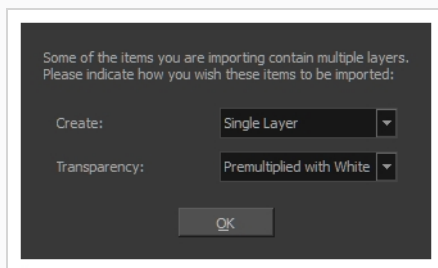 Some of the items you are importing contain multiple layers.
Please indicate how you wish these items to be imported:
Create: Single Layer
Transparency: Premultiplied with White
OK